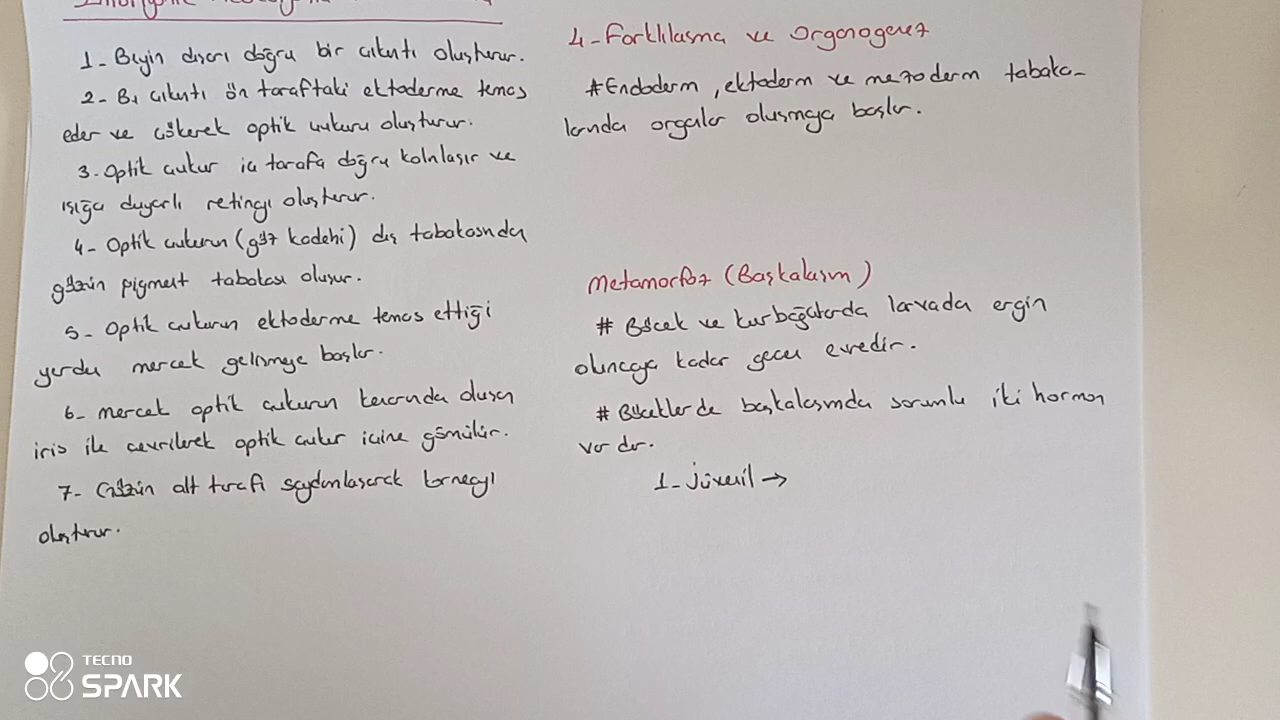 1- Beyin dışarı doğru bir çıkıntı oluşturur.
2- Bu çıkıntı ön taraftaki ektoderme temas
eder ve çökerek optik çukuru oluşturur.
3- Optik çukur iç tarafa doğru kalınlaşır ve
ışığa duyarlı retinayı oluşturur.
4- Optik çukurun (göz kadehi) dış tabakasından
gözün pigment tabakası oluşur.
5- Optik çukurun ektoderme temas ettiği
yerden mercek gelişmeye başlar.
6- mercek optik çukurun kenarında oluşan
iris ile çevrilerek optik çukur içine gömülür.
7- Gözün alt tarafı saydamlaşarak korneayı
oluşturur.
4- Farklılaşma ve Organogenez
# Endoderm, ektoderm ve mezoderm tabaka-
larında organlar oluşmaya başlar.
Metamorfoz (Başkalaşım)
# Böcek ve kurbağalarda larvada ergin
oluncaya kadar geçen evredir.
# Böceklerde başkalaşımda sorumlu iki hormon
var dır.
1- Jüvenil →
TECNO
SPARK